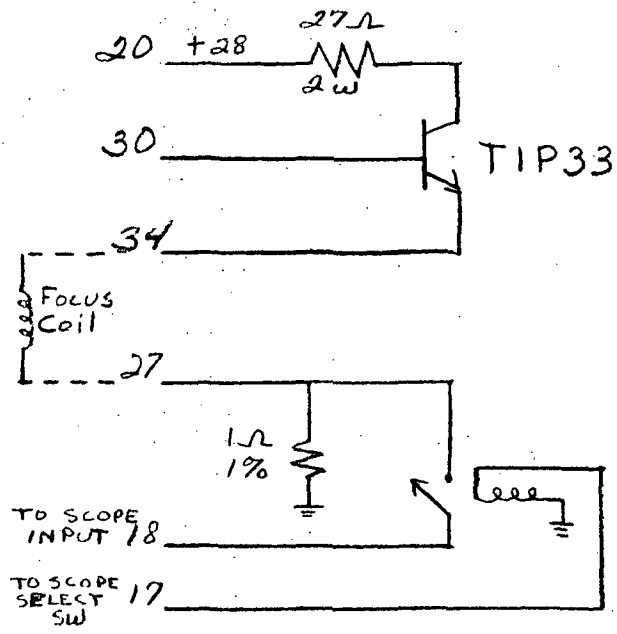 27Ω
20 +28
2W
30
TIP33
34
Focus
Coil
27
1Ω
1%
TO SCOPE
INPUT 18
TO SCOPE
SELECT 17
SW